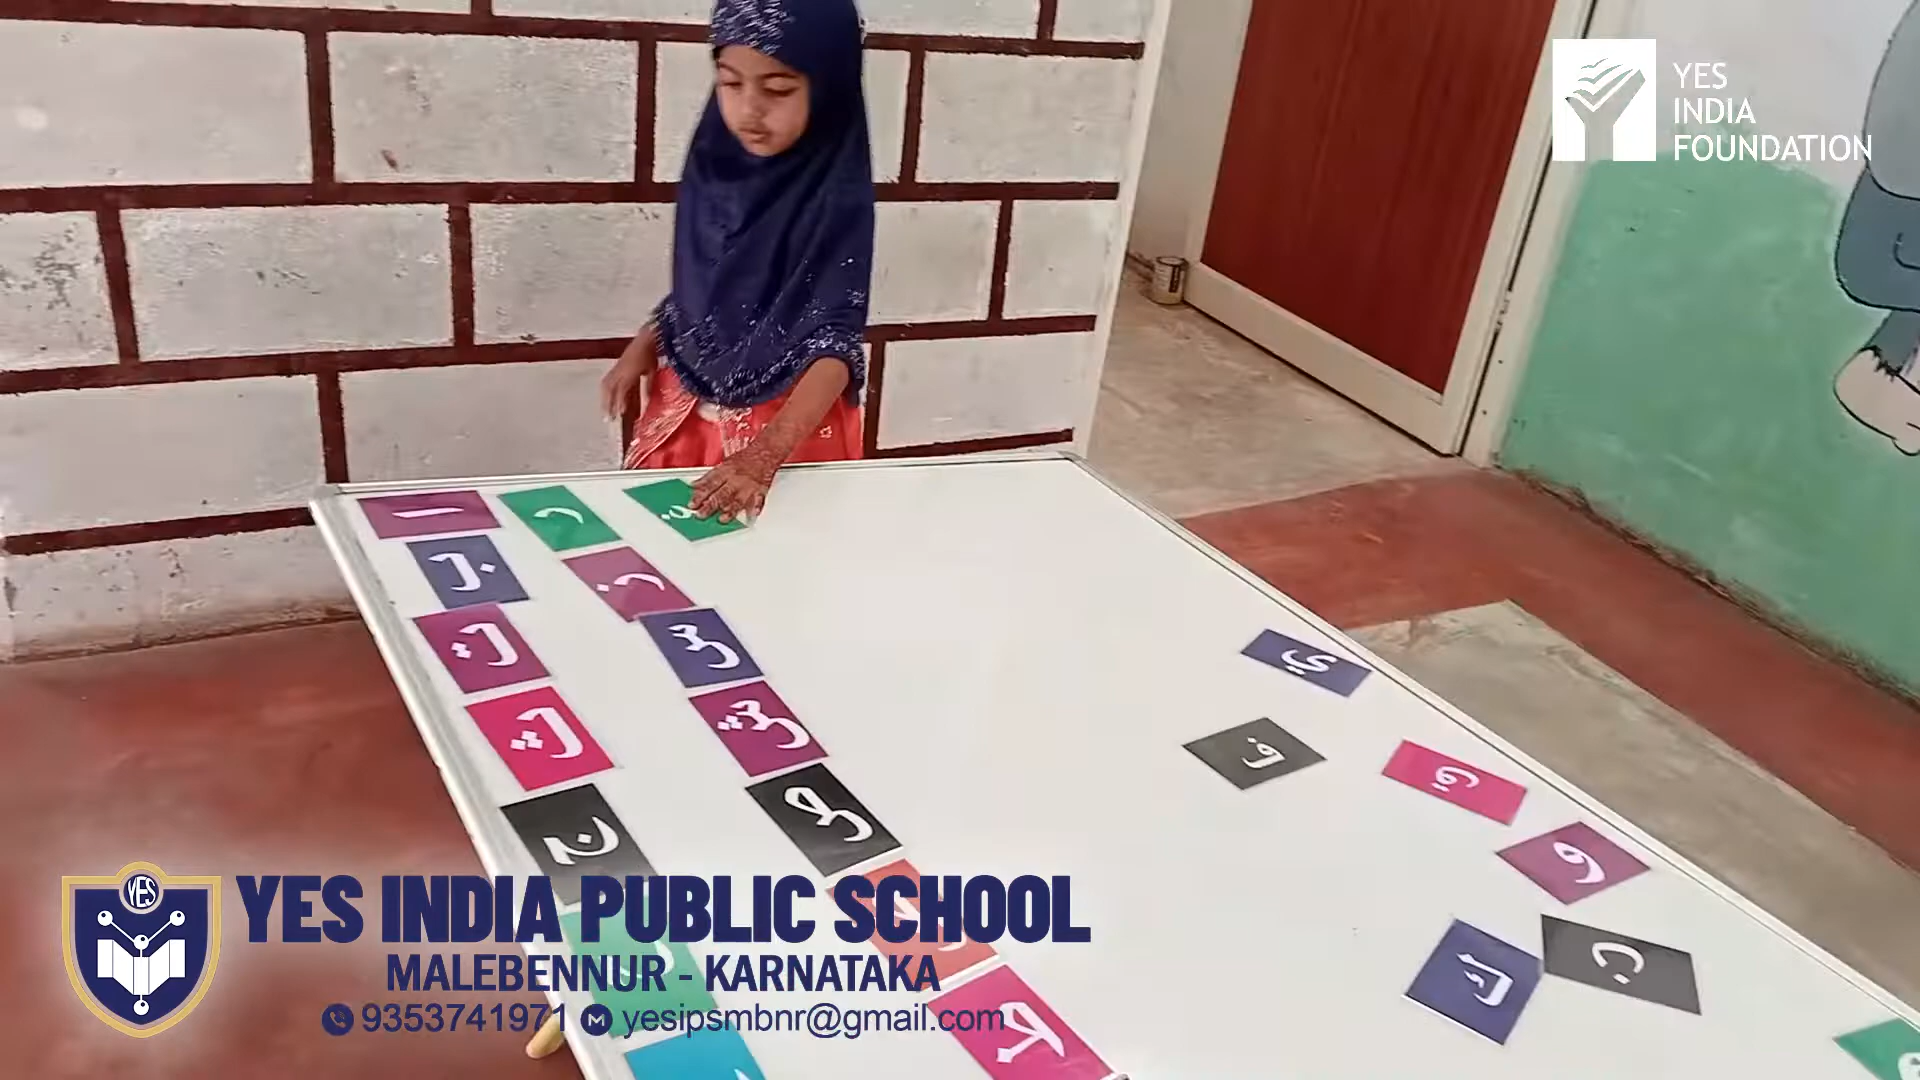 YES
INDIA
FOUNDATION
ا
ب
ت
ث
ج
ر
ز
س
ش
ص
ي
ف
ق
و
ك
ن
YES
YES INDIA PUBLIC SCHOOL
MALEBENNUR - KARNATAKA
9353741971 yesipsmbnr@gmail.com